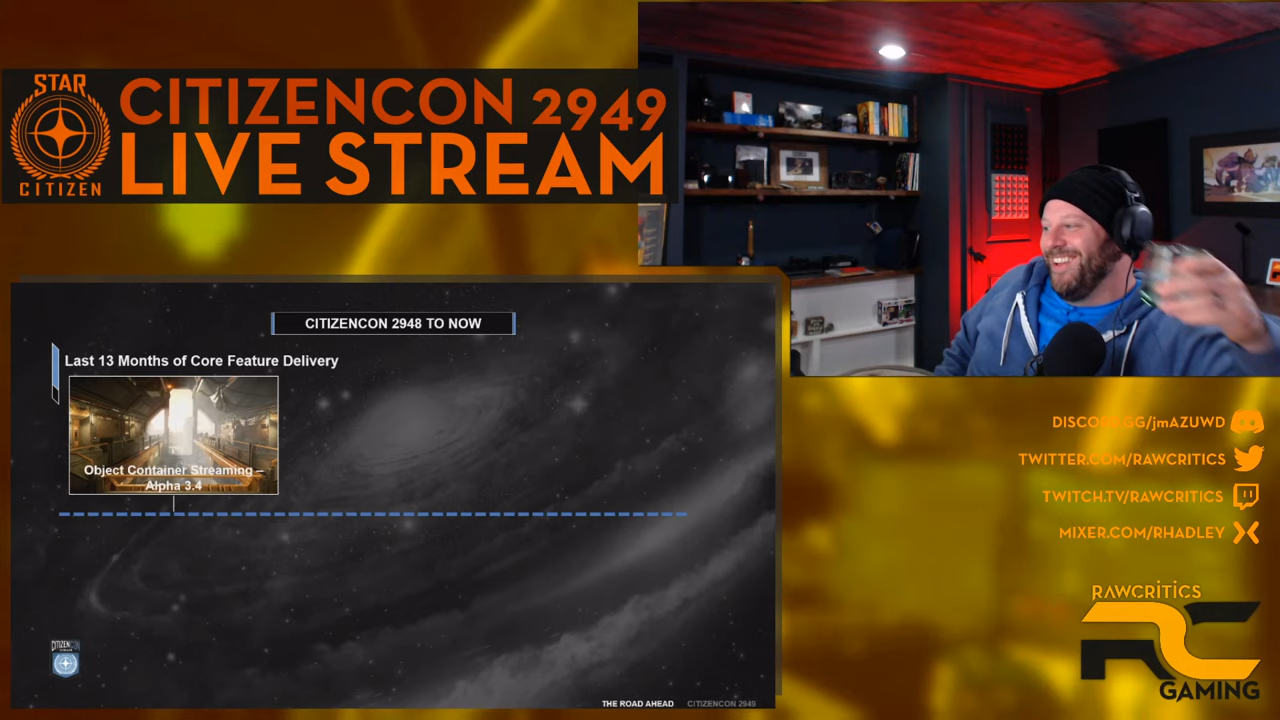 STAR
CITIZEN
CITIZENCON 2949
LIVE STREAM
CITIZENCON 2948 TO NOW
Last 13 Months of Core Feature Delivery
Object Container Streaming –
Alpha 3.4
CITIZENCON
THE ROAD AHEAD CITIZENCON 2949
DISCORD.GG/jmAZUWD
TWITTER.COM/RAWCRITICS
TWITCH.TV/RAWCRITICS
MIXER.COM/RHADLEY
RAWCRITICS
RC
GAMING